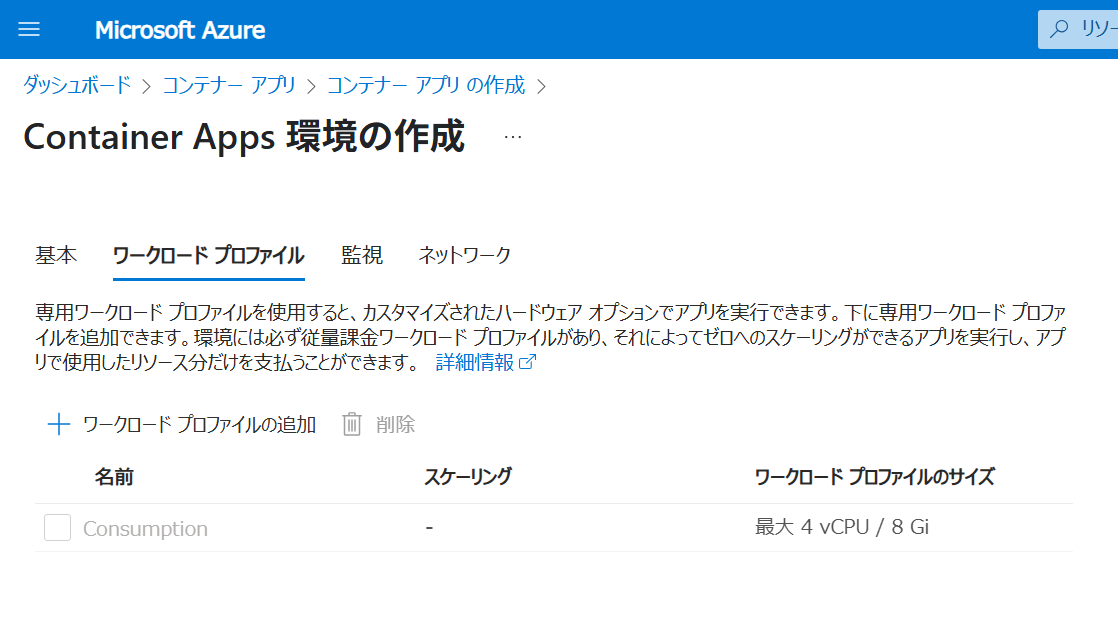 Microsoft Azure
リソー
ダッシュボード > コンテナー アプリ > コンテナー アプリ の作成 >
Container Apps 環境の作成 …
基本 ワークロード プロファイル 監視 ネットワーク
専用ワークロード プロファイルを使用すると、カスタマイズされたハードウェア オプションでアプリを実行できます。下に専用ワークロード プロファ
イルを追加できます。環境には必ず従量課金ワークロード プロファイルがあり、それによってゼロへのスケーリングができるアプリを実行し、アプ
リで使用したリソース分だけを支払うことができます。 詳細情報
ワークロード プロファイルの追加 削除
名前 スケーリング ワークロード プロファイルのサイズ
Consumption - 最大 4 vCPU / 8 Gi